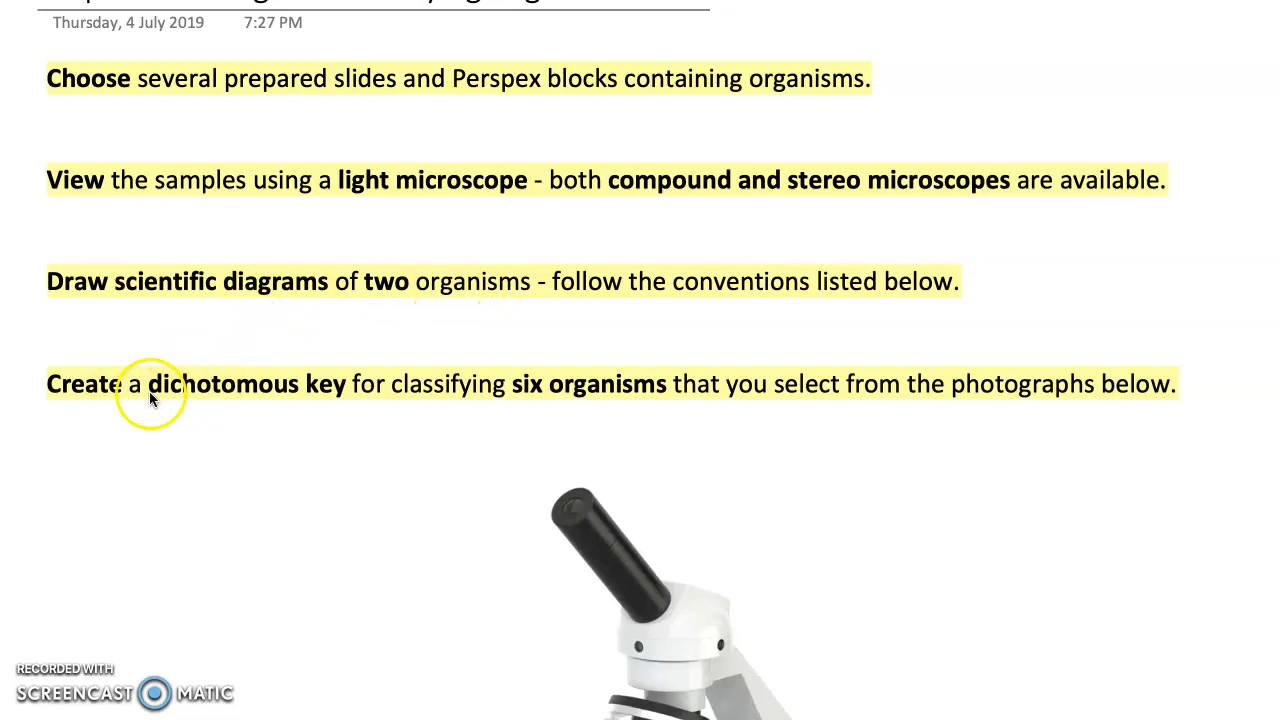 Thursday, 4 July 2019 7:27 PM
Choose several prepared slides and Perspex blocks containing organisms.
View the samples using a light microscope - both compound and stereo microscopes are available.
Draw scientific diagrams of two organisms - follow the conventions listed below.
Create a dichotomous key for classifying six organisms that you select from the photographs below.
RECORDED WITH
SCREENCAST MATIC